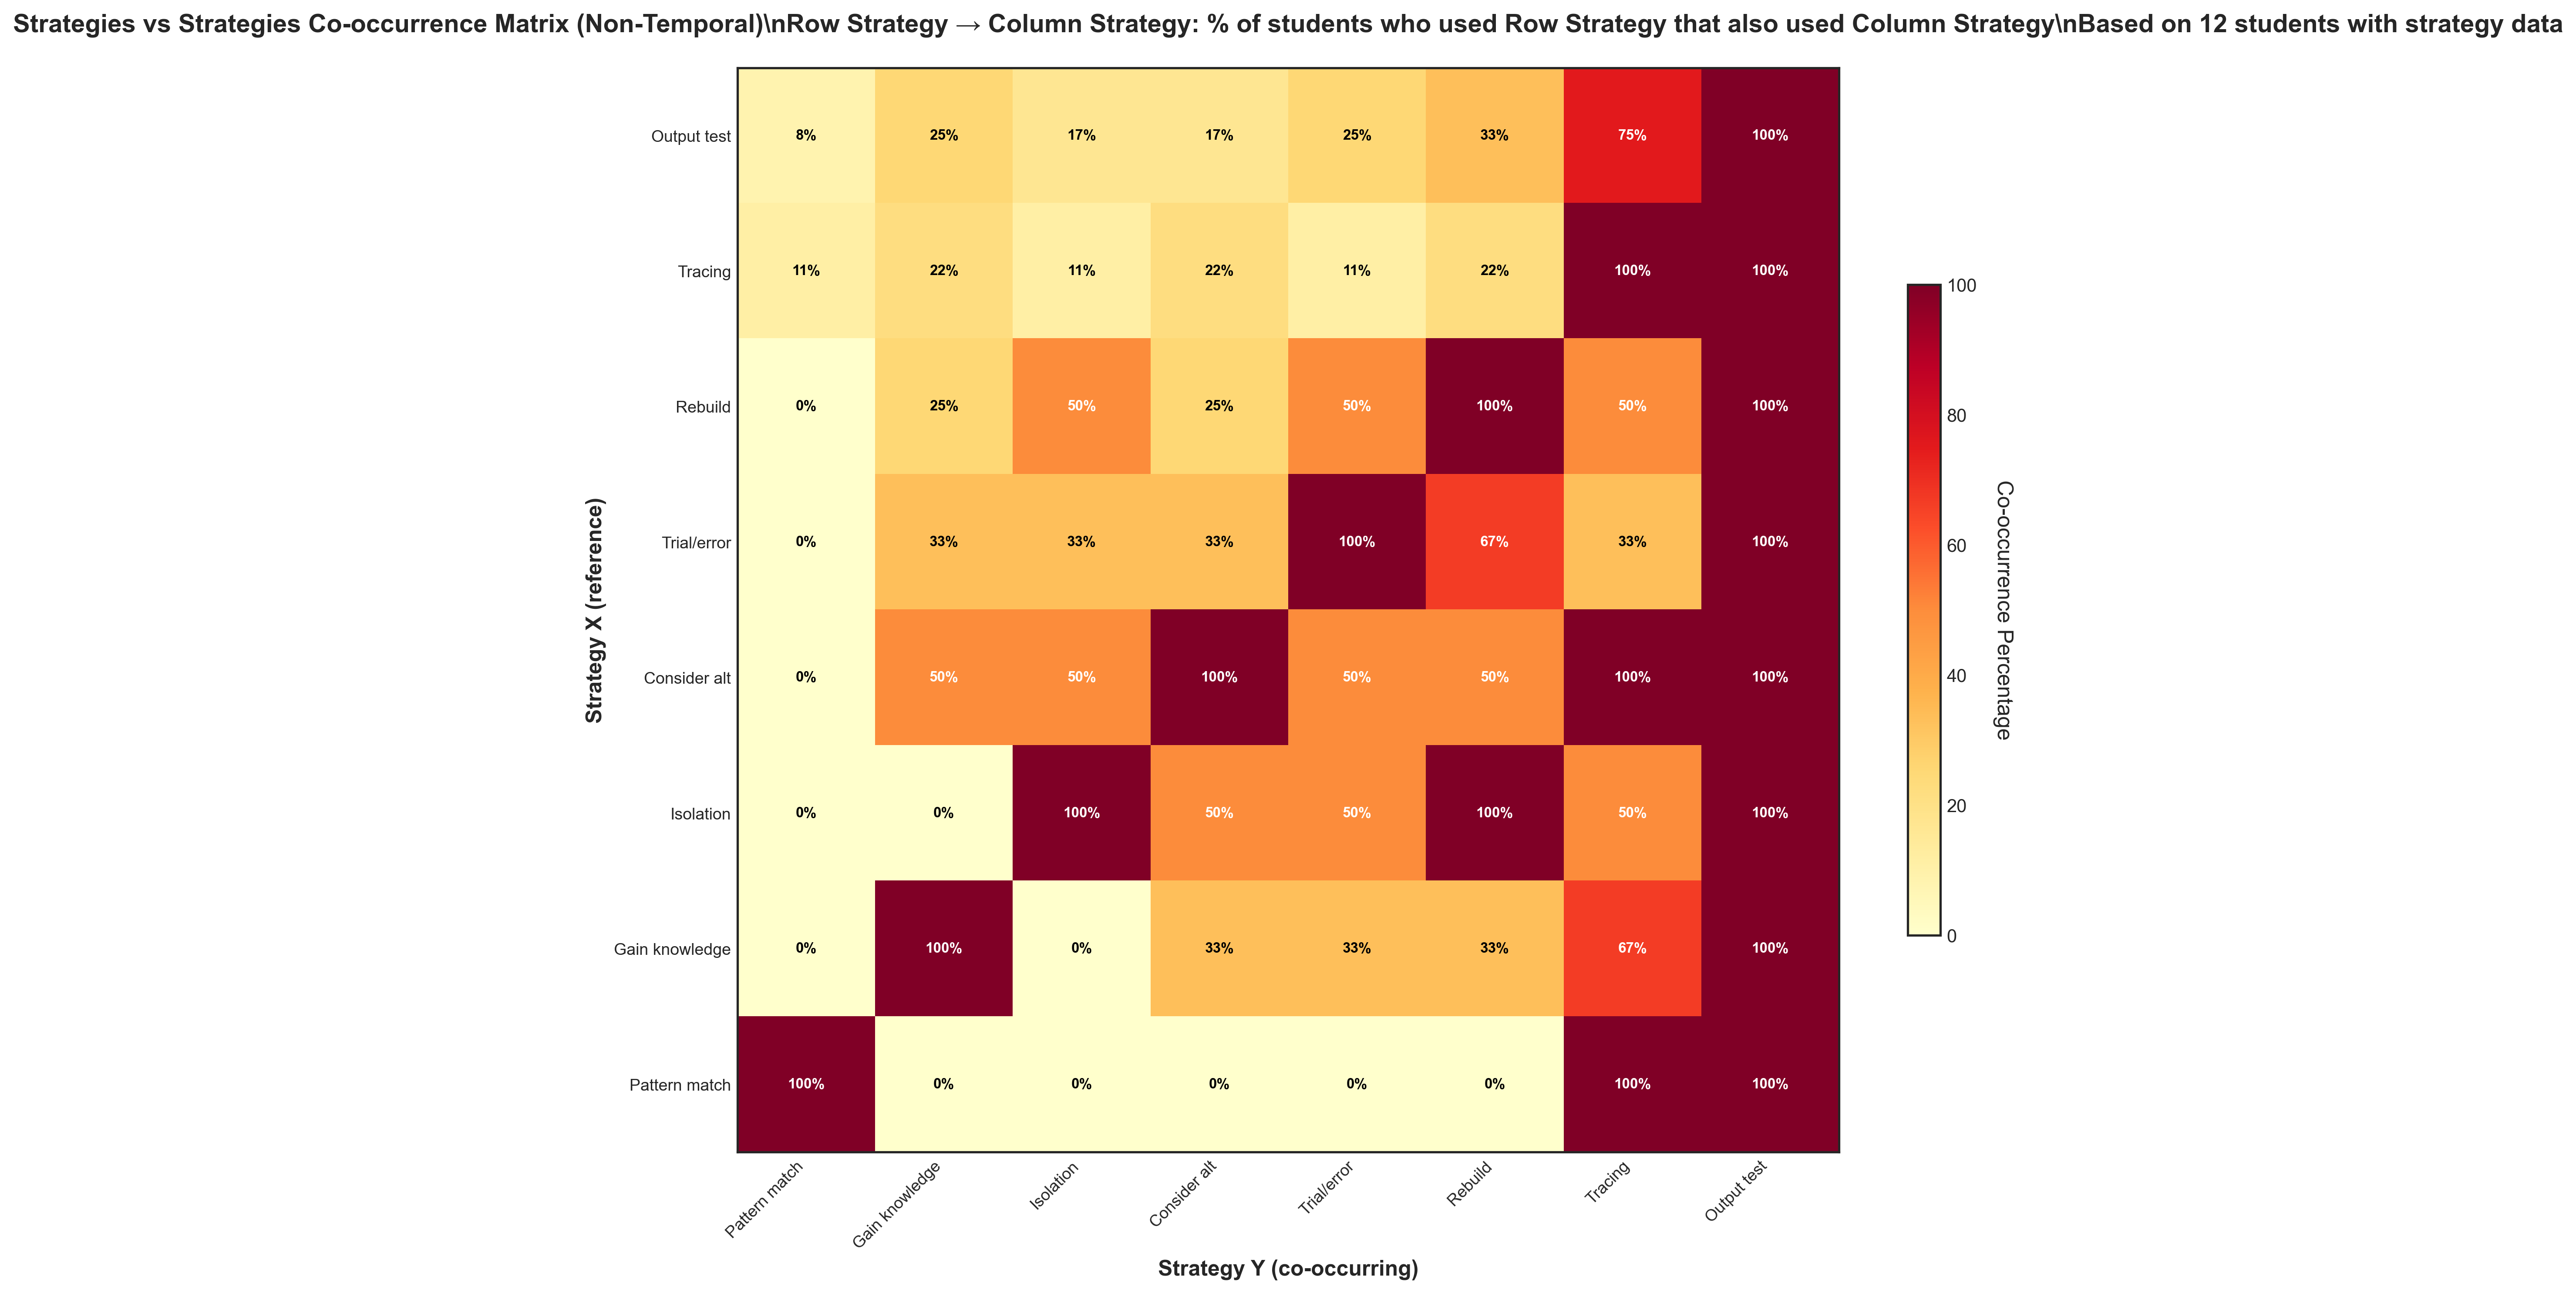 Strategies vs Strategies Co-occurrence Matrix (Non-Temporal)\nRow Strategy → Column Strategy: % of students who used Row Strategy that also used Column Strategy\nBased on 12 students with strategy data
Output test 8% 25% 17% 17% 25% 33% 75% 100%
Tracing 11% 22% 11% 22% 11% 22% 100% 100%
Rebuild 0% 25% 50% 25% 50% 100% 50% 100%
Trial/error 0% 33% 33% 33% 100% 67% 33% 100%
Consider alt 0% 50% 50% 100% 50% 50% 100% 100%
Isolation 0% 0% 100% 50% 50% 100% 50% 100%
Gain knowledge 0% 100% 0% 33% 33% 33% 67% 100%
Pattern match 100% 0% 0% 0% 0% 0% 100% 100%
Strategy X (reference)
Pattern match
Gain knowledge
Isolation
Consider alt
Trial/error
Rebuild
Tracing
Output test
Strategy Y (co-occurring)
100
80
60
40
20
0
Co-occurrence Percentage